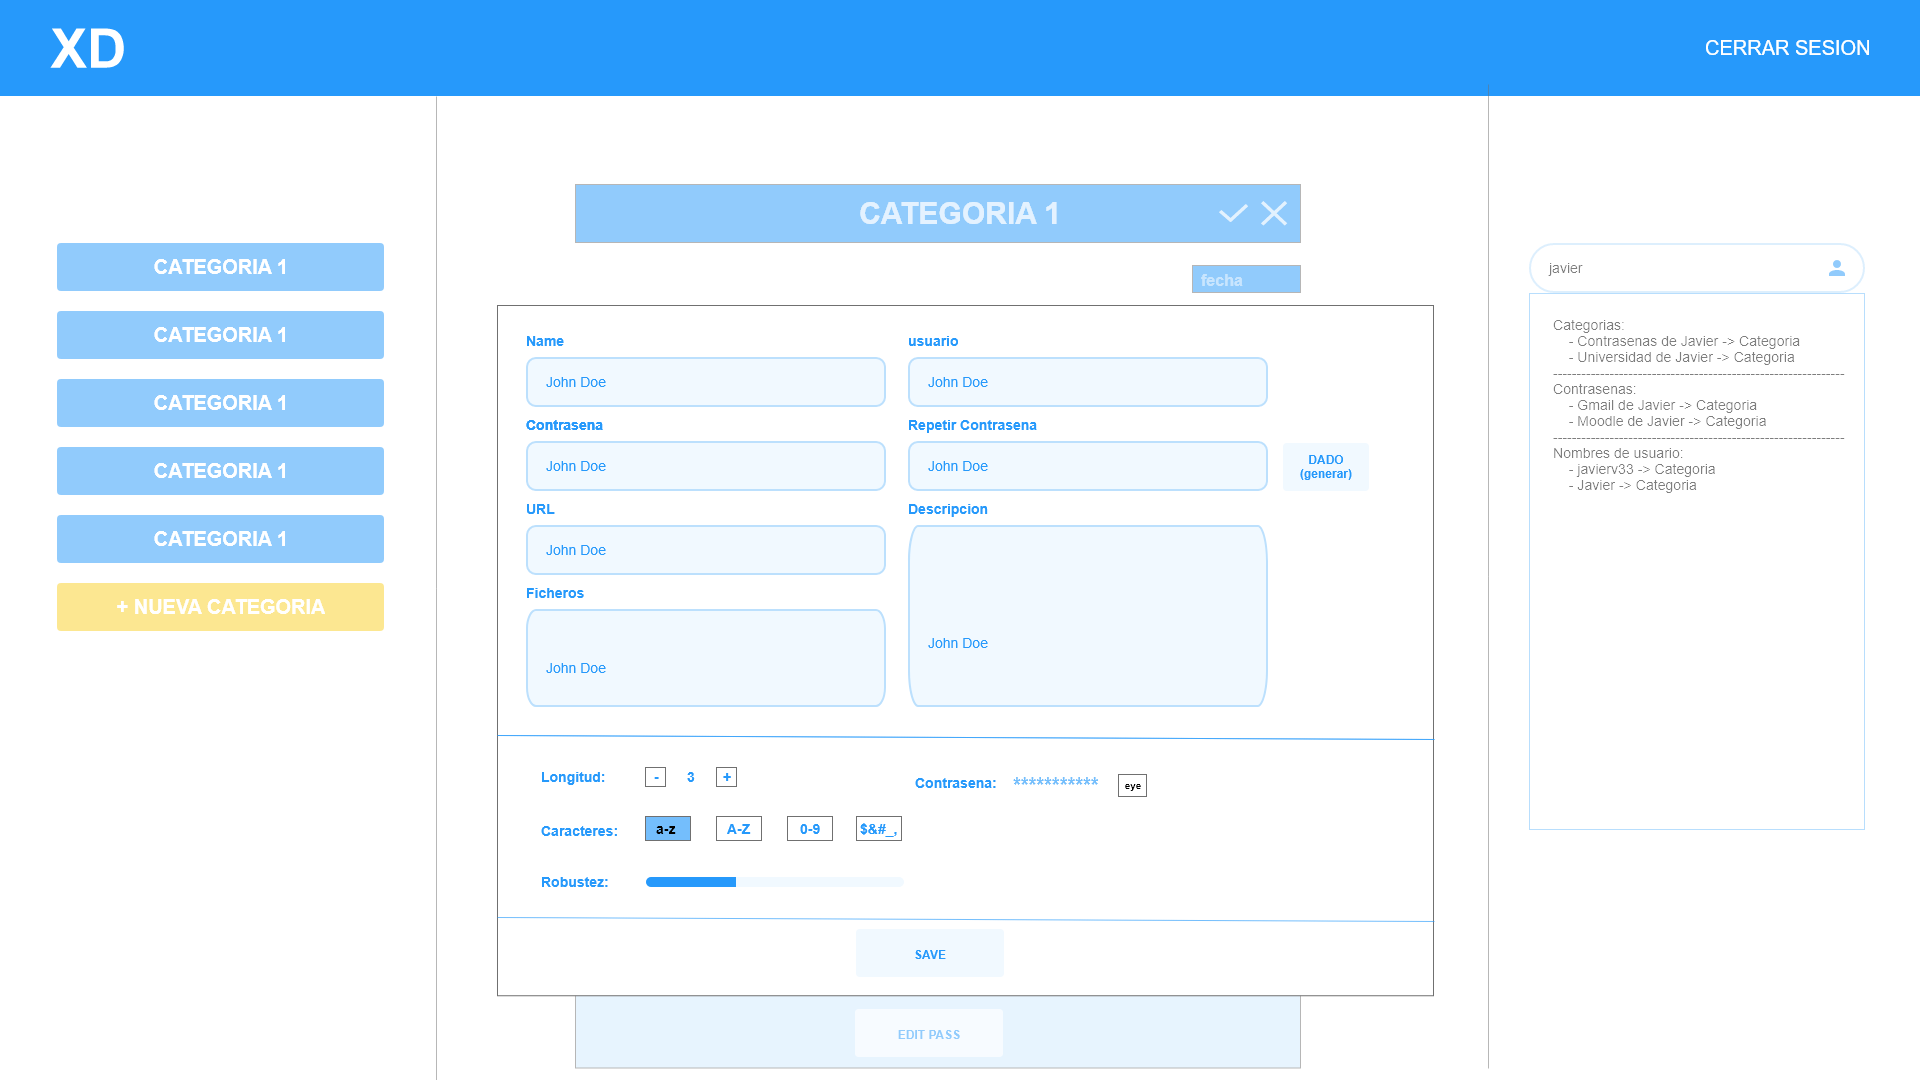 XD
CERRAR SESION
CATEGORIA 1
CATEGORIA 1
CATEGORIA 1
CATEGORIA 1
CATEGORIA 1
+ NUEVA CATEGORIA
CATEGORIA 1
fecha
Name
usuario
John Doe
John Doe
Contrasena
Repetir Contrasena
John Doe
John Doe
DADO
(generar)
URL
Descripcion
John Doe
Ficheros
John Doe
John Doe
Longitud:
- 3 +
Contrasena: ***********
eye
Caracteres:
a-z
A-Z
0-9
$&#_,
Robustez:
SAVE
EDIT PASS
javier
Categorias:
- Contrasenas de Javier -> Categoria
- Universidad de Javier -> Categoria
----------------------------------------------------------------
Contrasenas:
- Gmail de Javier -> Categoria
- Moodle de Javier -> Categoria
----------------------------------------------------------------
Nombres de usuario:
- javierv33 -> Categoria
- Javier -> Categoria